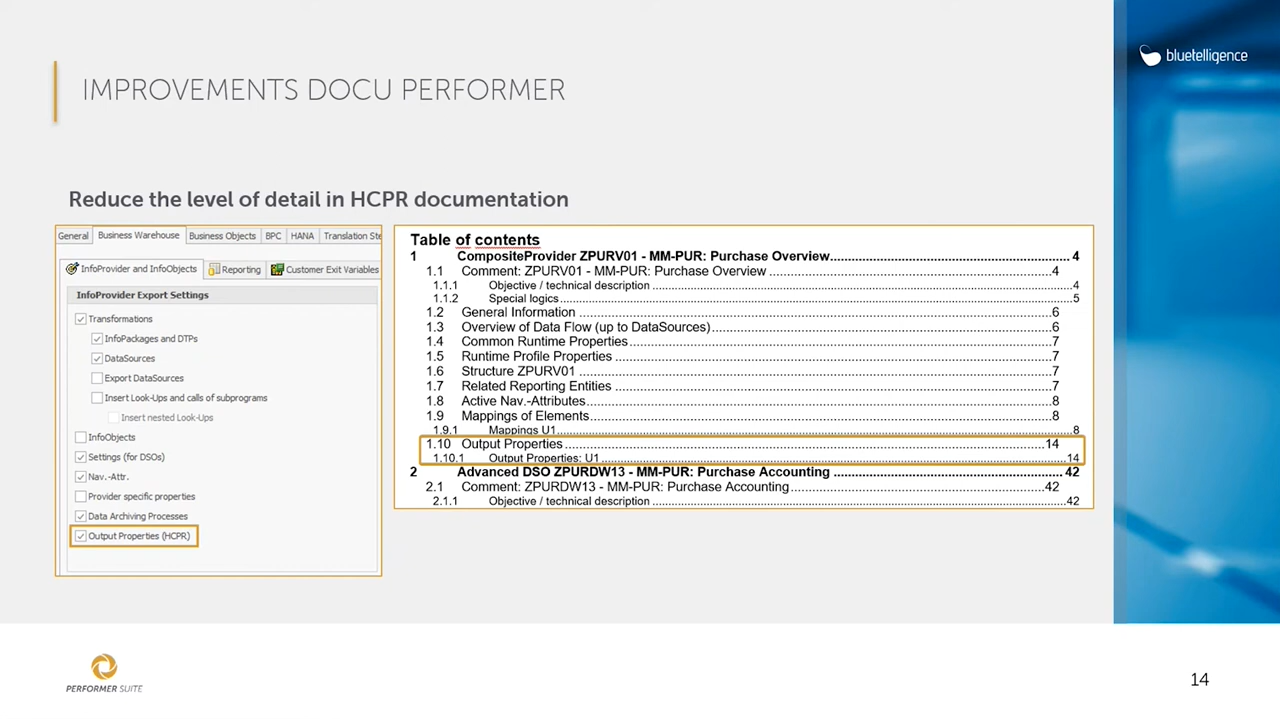 bluetelligence
IMPROVEMENTS DOCU PERFORMER
Reduce the level of detail in HCPR documentation
General Business Warehouse Business Objects BPC HANA Translation Ste
InfoProvider and InfoObjects Reporting Customer Exit Variables
InfoProvider Export Settings
Transformations
InfoPackages and DTPs
DataSources
Export DataSources
Insert Look-Ups and calls of subprograms
Insert nested Look-Ups
InfoObjects
Settings (for DSOs)
Nav.-Attr.
Provider specific properties
Data Archiving Processes
Output Properties (HCPR)
Table of contents
1 CompositeProvider ZPURV01 - MM-PUR: Purchase Overview 4
1.1 Comment: ZPURV01 - MM-PUR: Purchase Overview 4
1.1.1 Objective / technical description 4
1.1.2 Special logics 5
1.2 General Information 6
1.3 Overview of Data Flow (up to DataSources) 6
1.4 Common Runtime Properties 7
1.5 Runtime Profile Properties 7
1.6 Structure ZPURV01 7
1.7 Related Reporting Entities 7
1.8 Active Nav.-Attributes 8
1.9 Mappings of Elements 8
1.9.1 Mappings U1 8
1.10 Output Properties 14
1.10.1 Output Properties: U1 14
2 Advanced DSO ZPURDW13 - MM-PUR: Purchase Accounting 42
2.1 Comment: ZPURDW13 - MM-PUR: Purchase Accounting 42
2.1.1 Objective / technical description 42
PERFORMER SUITE
14